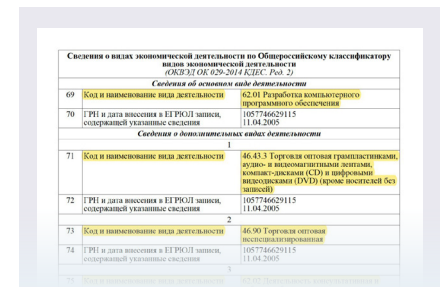 Сведения о видах экономической деятельности по Общероссийскому классификатору
видов экономической деятельности
(ОКВЭД ОК 029-2014 КДЕС. Ред. 2)
Сведения об основном виде деятельности
69 Код и наименование вида деятельности 62.01 Разработка компьютерного
программного обеспечения
70 ГРН и дата внесения в ЕГРЮЛ записи, 1057746629115
содержащей указанные сведения 11.04.2005
Сведения о дополнительных видах деятельности
1
71 Код и наименование вида деятельности 46.43.3 Торговля оптовая грампластинками,
аудио- и видеомагнитными лентами,
компакт-дисками (CD) и цифровыми
видеодисками (DVD) (кроме носителей без
записей)
72 ГРН и дата внесения в ЕГРЮЛ записи, 1057746629115
содержащей указанные сведения 11.04.2005
2
73 Код и наименование вида деятельности 46.90 Торговля оптовая
неспециализированная
74 ГРН и дата внесения в ЕГРЮЛ записи, 1057746629115
содержащей указанные сведения 11.04.2005
3